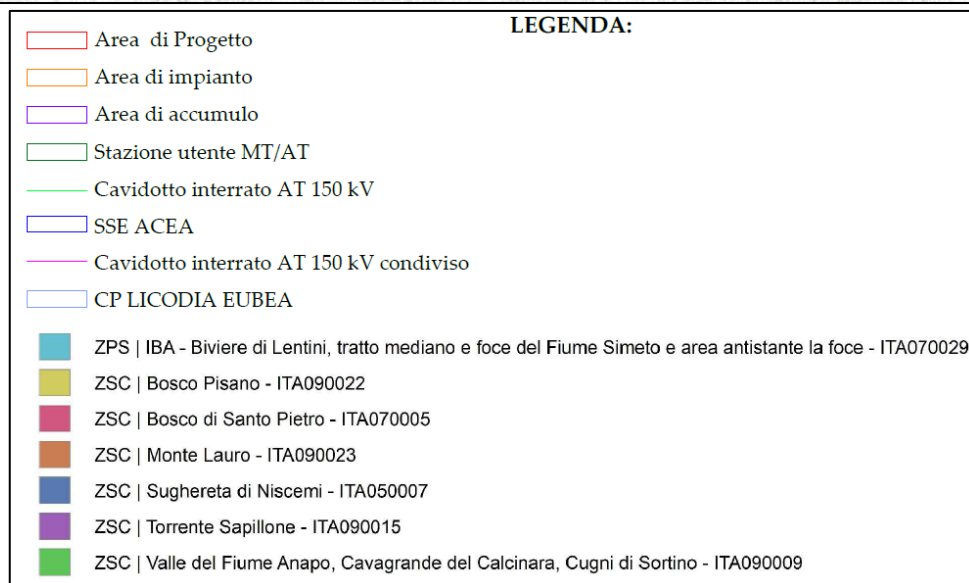 LEGENDA:
Area di Progetto
Area di impianto
Area di accumulo
Stazione utente MT/AT
Cavidotto interrato AT 150 kV
SSE ACEA
Cavidotto interrato AT 150 kV condiviso
CP LICODIA EUBEA
ZPS | IBA - Biviere di Lentini, tratto mediano e foce del Fiume Simeto e area antistante la foce - ITA070029
ZSC | Bosco Pisano - ITA090022
ZSC | Bosco di Santo Pietro - ITA070005
ZSC | Monte Lauro - ITA090023
ZSC | Sughereta di Niscemi - ITA050007
ZSC | Torrente Sapillone - ITA090015
ZSC | Valle del Fiume Anapo, Cavagrande del Calcinara, Cugni di Sortino - ITA090009